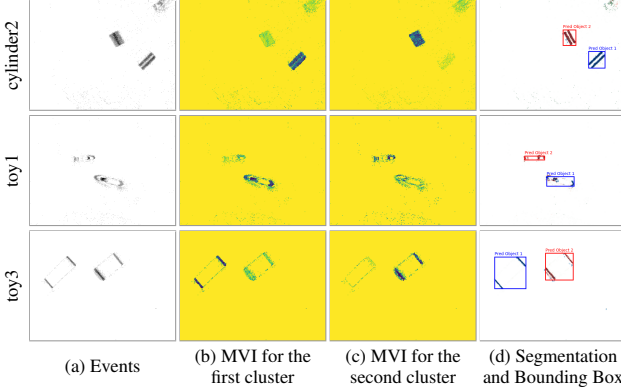 cylinder2
Pred Object 2
Pred Object 1
toy1
Pred Object 2
Pred Object 1
toy3
Pred Object 1
Pred Object 2
(a) Events
(b) MVI for the
first cluster
(c) MVI for the
second cluster
(d) Segmentation
and Bounding Box